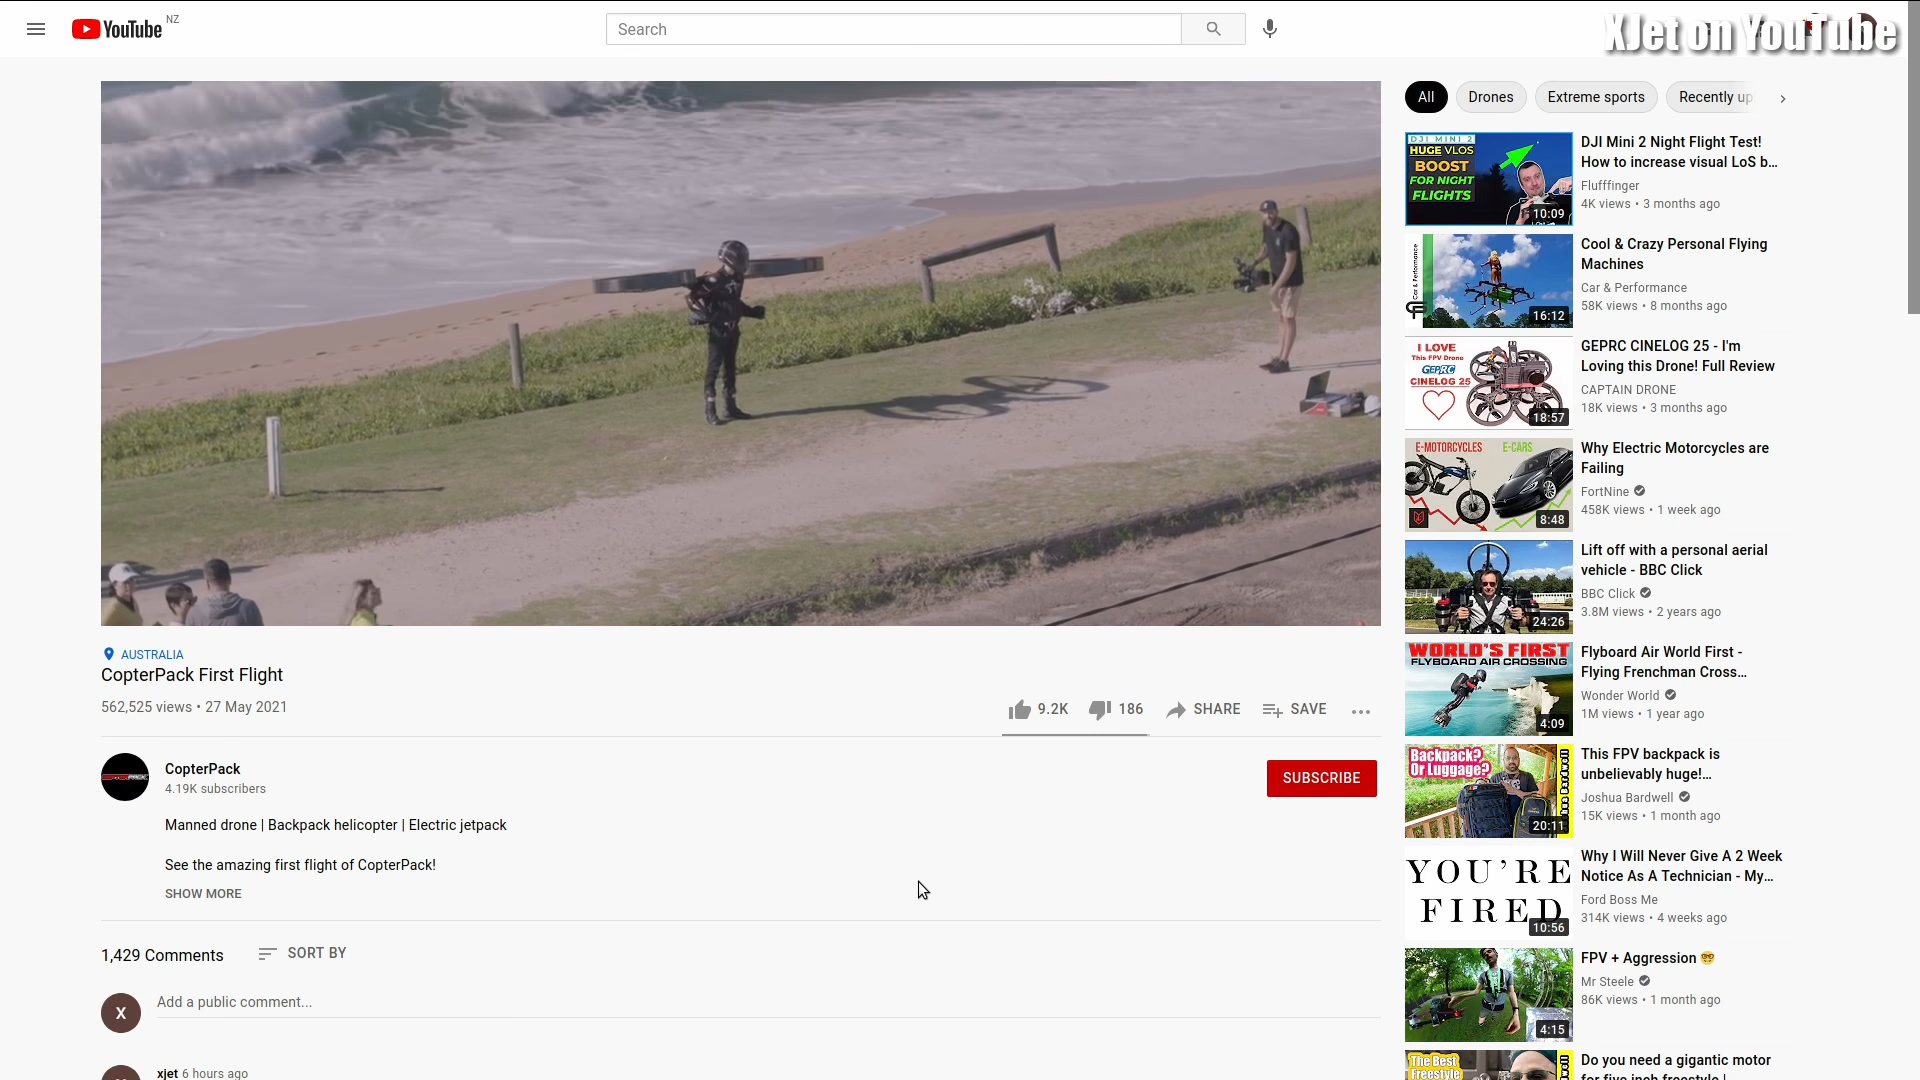 YouTube NZ
Search
XJet on YouTube
All
Drones
Extreme sports
Recently up
AUSTRALIA
CopterPack First Flight
562,525 views • 27 May 2021
9.2K
186
SHARE
SAVE
CopterPack
4.19K subscribers
SUBSCRIBE
Manned drone | Backpack helicopter | Electric jetpack
See the amazing first flight of CopterPack!
SHOW MORE
1,429 Comments
SORT BY
X
Add a public comment...
xjet 6 hours ago
DJI MINI 2
HUGE VLOS
BOOST
FOR NIGHT
FLIGHTS
10:09
DJI Mini 2 Night Flight Test!
How to increase visual LoS b...
Flufffinger
4K views • 3 months ago
Car & Performance
16:12
Cool & Crazy Personal Flying
Machines
Car & Performance
58K views • 8 months ago
I LOVE
This FPV Drone
GEPRC
CINELOG 25
18:57
GEPRC CINELOG 25 - I'm
Loving this Drone! Full Review
CAPTAIN DRONE
18K views • 3 months ago
E-MOTORCYCLES
E-CARS
8:48
Why Electric Motorcycles are
Failing
FortNine
458K views • 1 week ago
24:26
Lift off with a personal aerial
vehicle - BBC Click
BBC Click
3.8M views • 2 years ago
WORLD'S FIRST
FLYBOARD AIR CROSSING
4:09
Flyboard Air World First -
Flying Frenchman Cross...
Wonder World
1M views • 1 year ago
Backpack?
Or Luggage?
20:11
This FPV backpack is
unbelievably huge!...
Joshua Bardwell
15K views • 1 month ago
YOU'RE
FIRED
10:56
Why I Will Never Give A 2 Week
Notice As A Technician - My...
Ford Boss Me
314K views • 4 weeks ago
4:15
FPV + Aggression 🤓
Mr Steele
86K views • 1 month ago
The Best
Freestyle
Do you need a gigantic motor
for five inch freestyle |